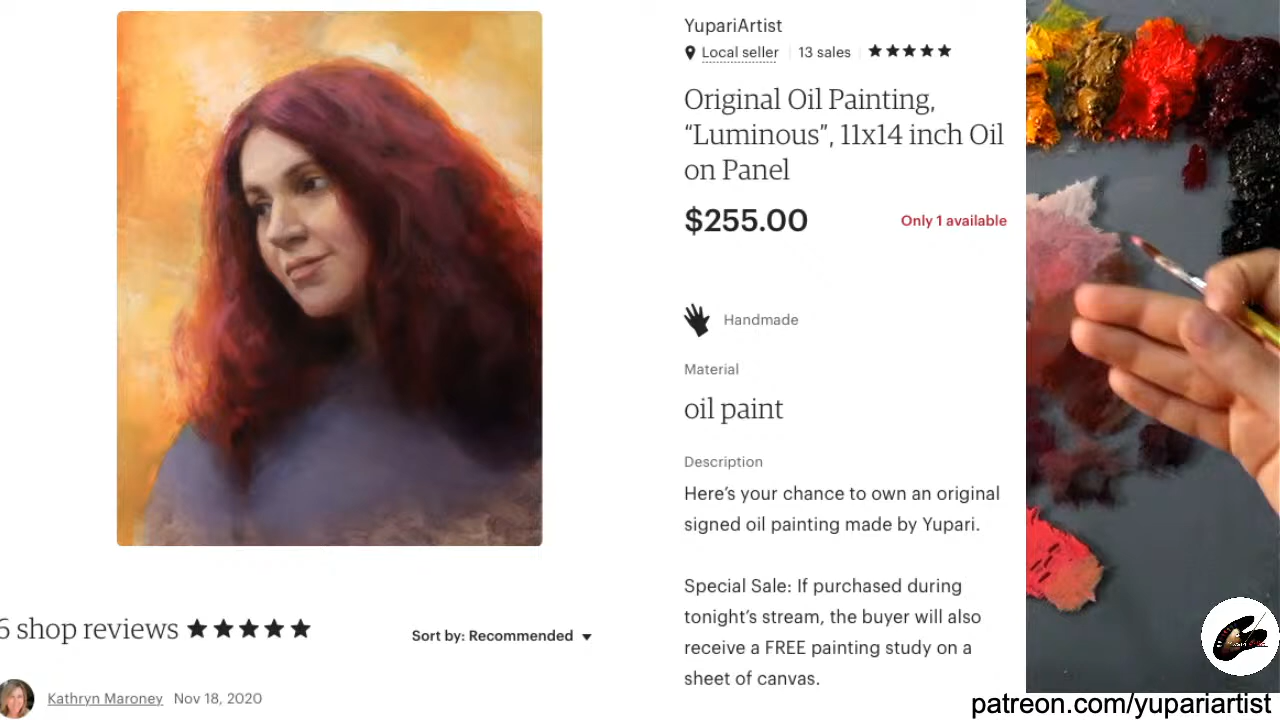 YupariArtist
Local seller 13 sales
Original Oil Painting,
“Luminous”, 11x14 inch Oil
on Panel
$255.00 Only 1 available
Handmade
Material
oil paint
Description
Here’s your chance to own an original
signed oil painting made by Yupari.
Special Sale: If purchased during
tonight’s stream, the buyer will also
receive a FREE painting study on a
sheet of canvas.
6 shop reviews
Sort by: Recommended
Kathryn Maroney Nov 18, 2020
patreon.com/yupariartist